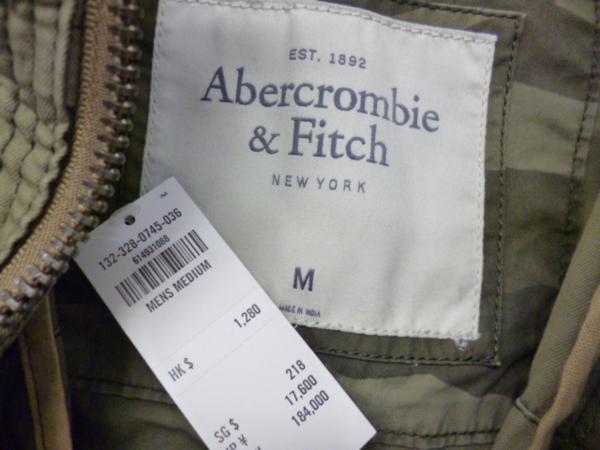 EST. 1892
Abercrombie
& Fitch
NEW YORK
M
MADE IN INDIA
132-328-0745-036
614931088
MENS MEDIUM
HK $ 1,280
SG $ 218
¥ 17,600
184,000